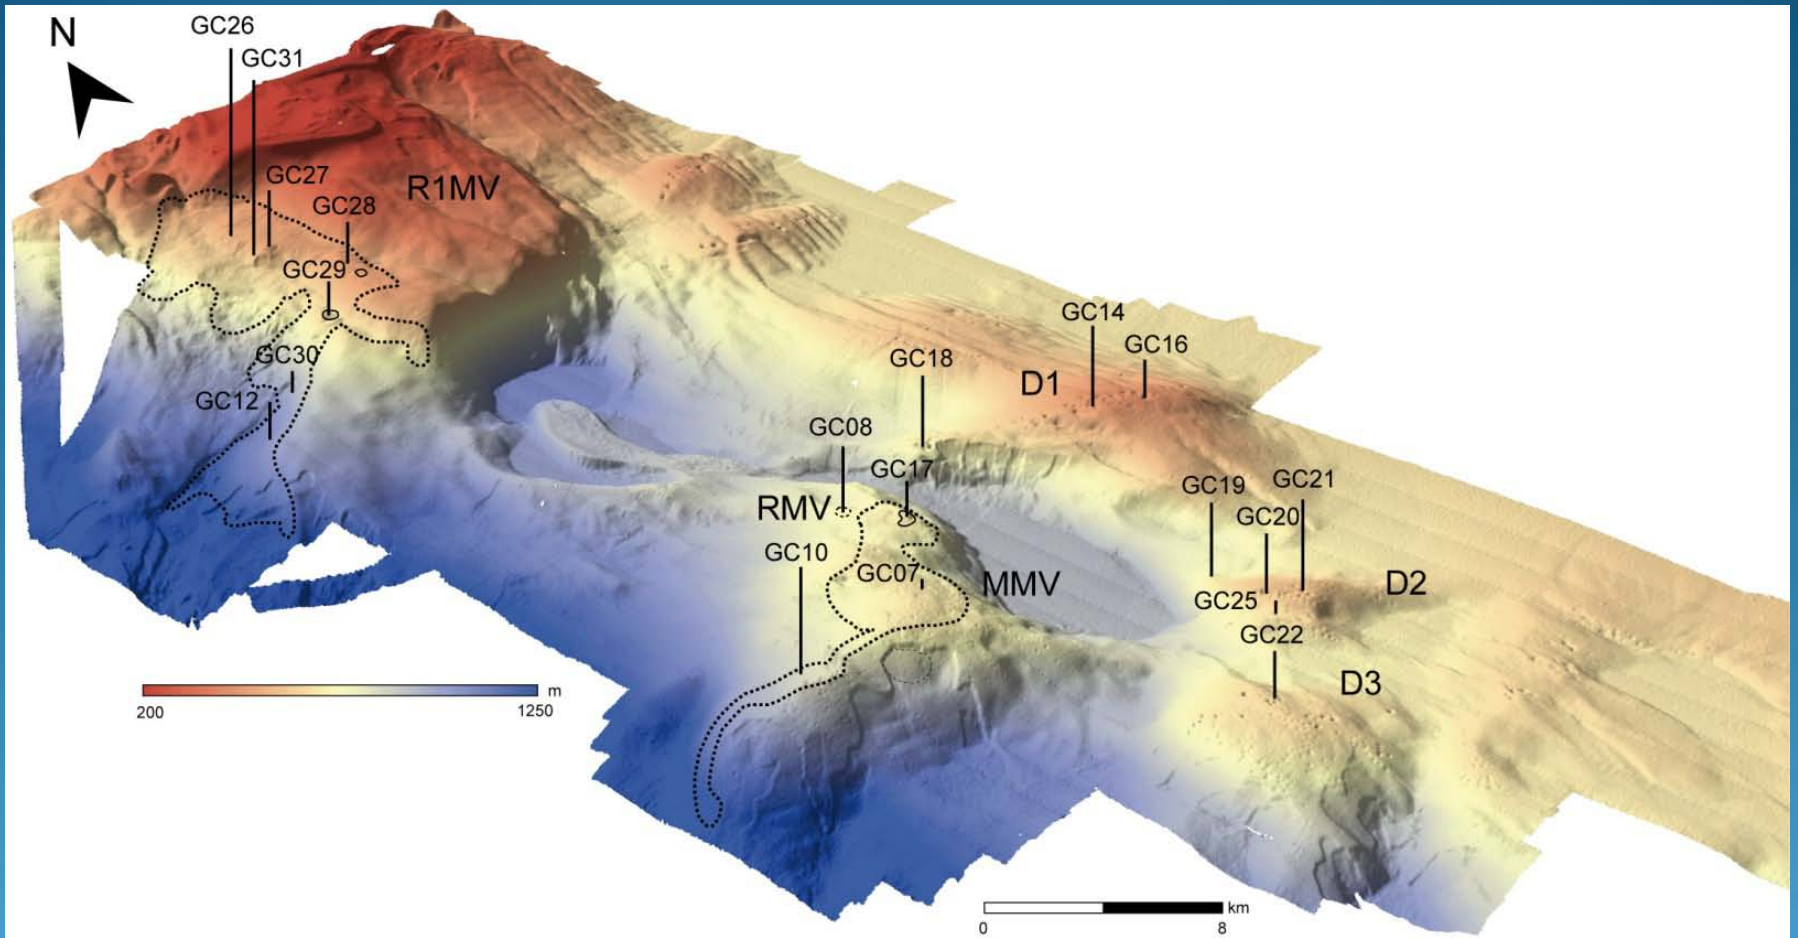 N
GC26
GC31
GC27
R1MV
GC28
GC29
GC14
GC16
GC30
GC18
D1
GC12
GC08
GC17
GC21
GC19
RMV
GC20
GC10
GC07
MMV
D2
GC25
GC22
D3
m
200
1250
km
0
8